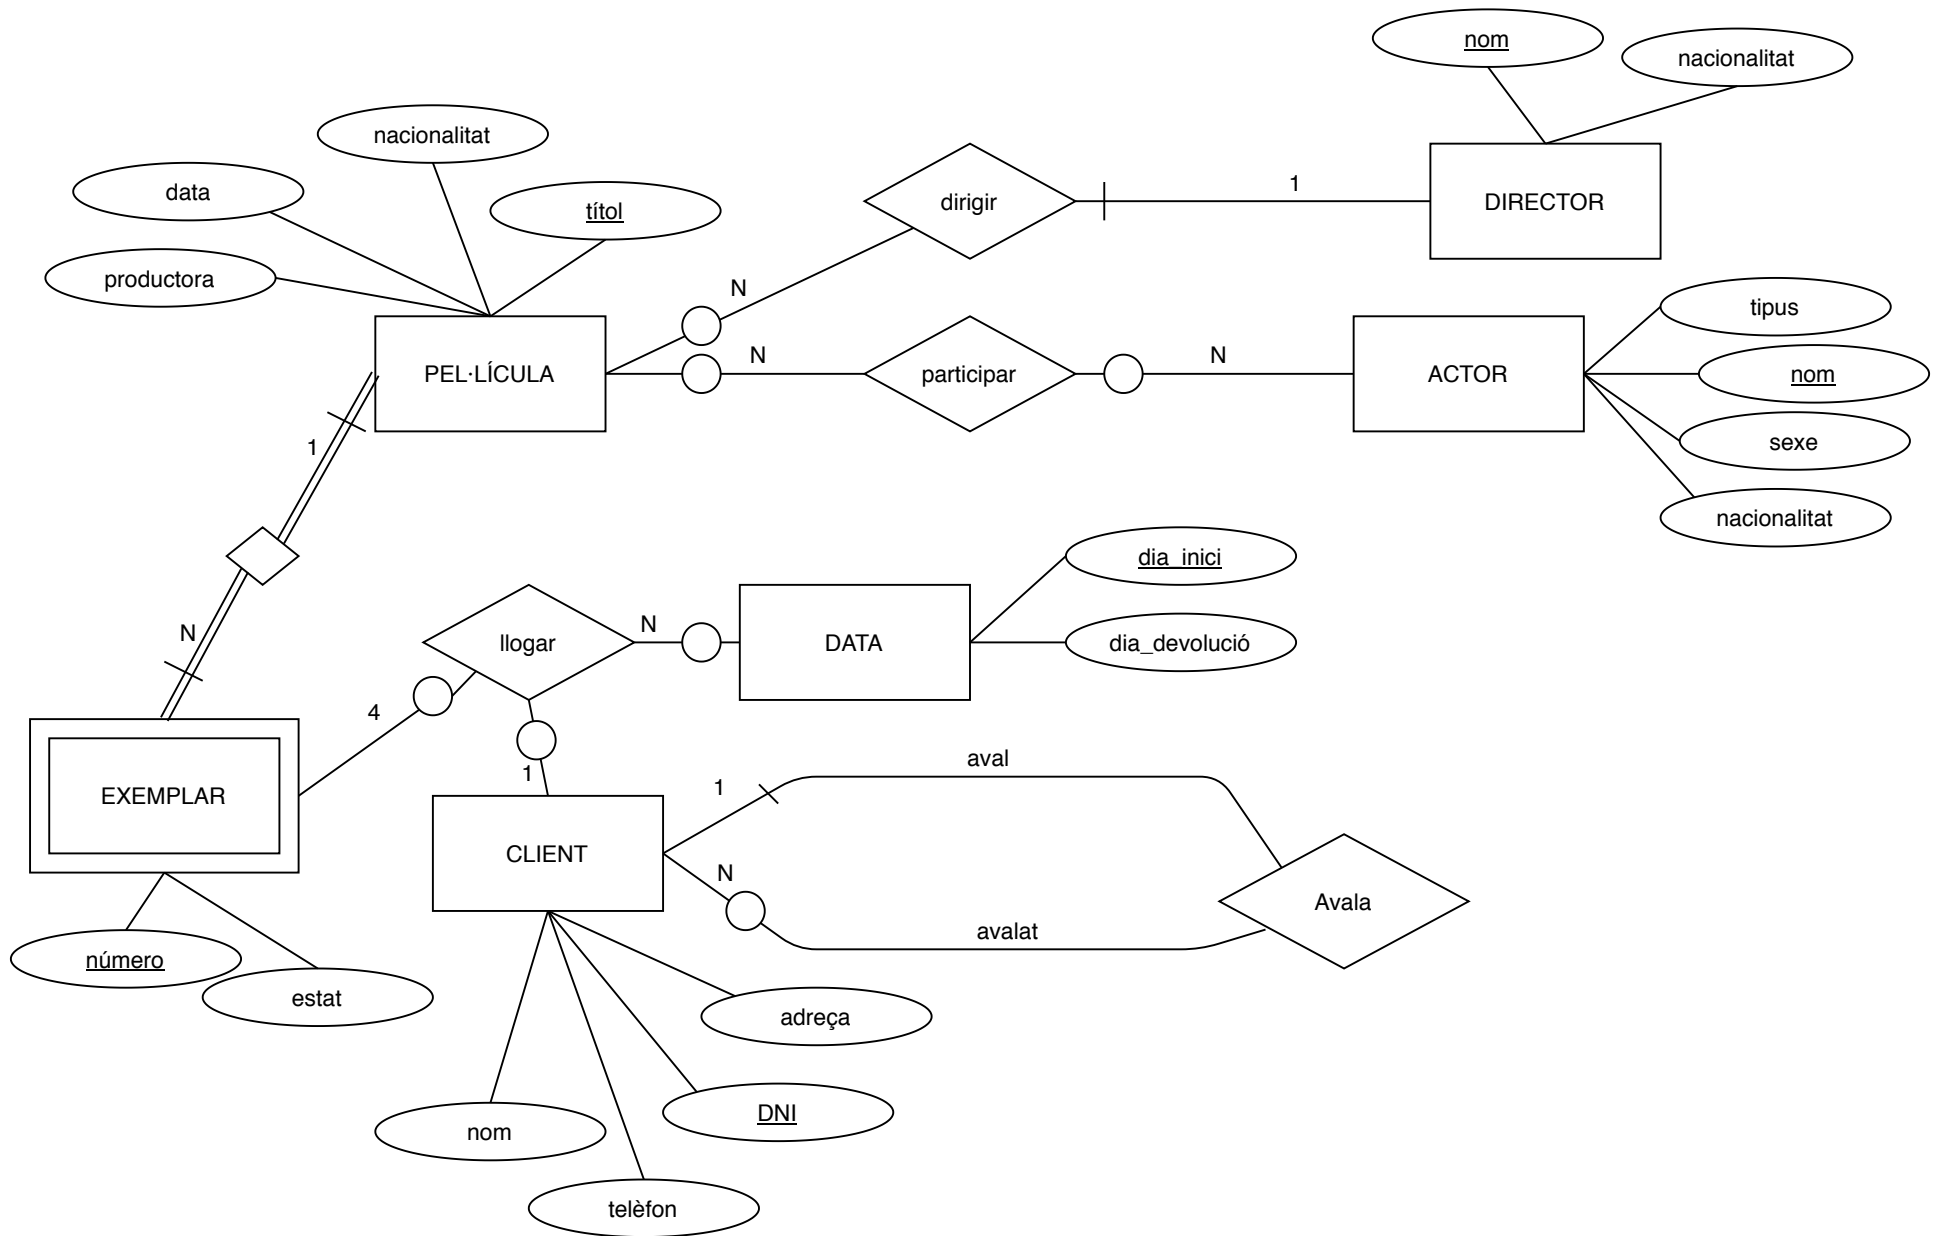 nom
nacionalitat
nacionalitat
data
títol
dirigir
1
DIRECTOR
productora
N
tipus
PEL·LÍCULA
N
participar
N
ACTOR
nom
1
sexe
nacionalitat
dia_inici
N
llogar
N
DATA
dia_devolució
4
aval
1
1
EXEMPLAR
CLIENT
N
Avala
avalat
número
estat
adreça
DNI
nom
telèfon